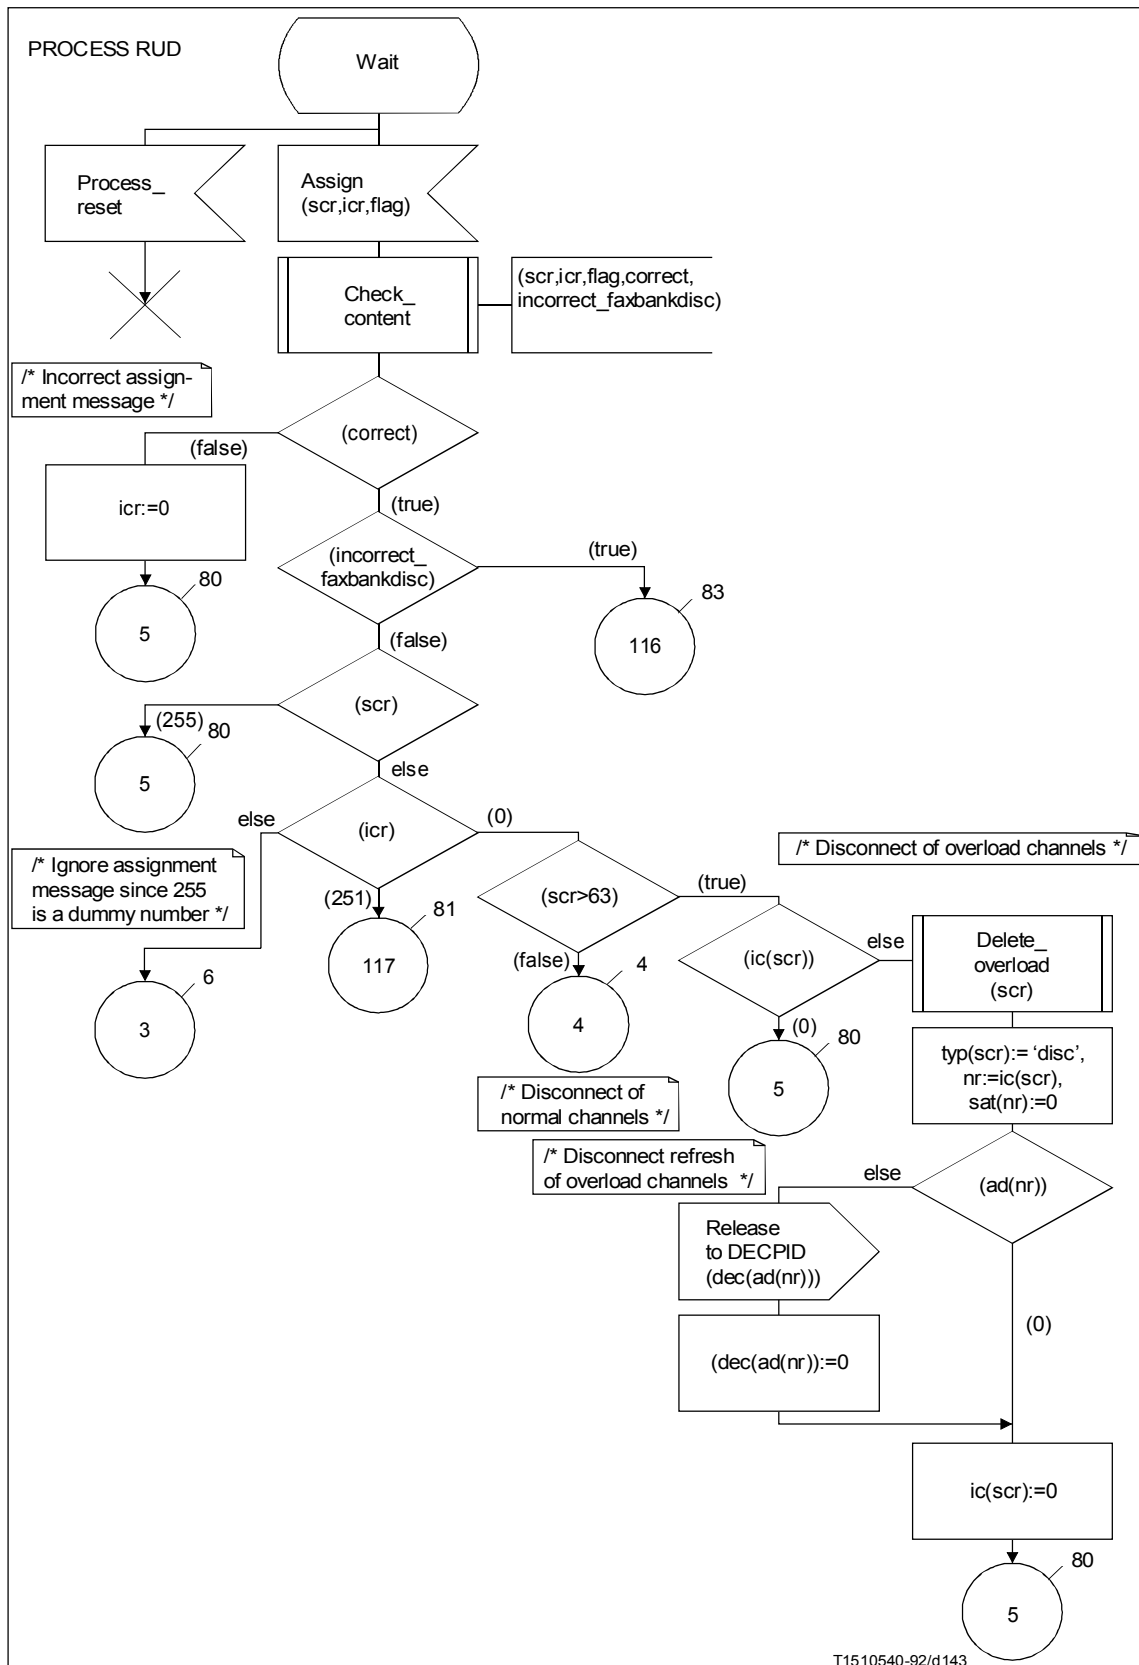 PROCESS RUD
Wait
Process_
reset
Assign
(scr,icr,flag)
Check_
content
(scr,icr,flag,correct,
incorrect_faxbankdisc)
/* Incorrect assign-
ment message */
(correct)
(false)
icr:=0
(true)
80
5
(incorrect_
faxbankdisc)
(true)
83
116
(false)
(scr)
(255)
80
5
else
(icr)
else
(0)
/* Ignore assignment
message since 255
is a dummy number */
(251)
81
117
6
3
(scr>63)
(true)
/* Disconnect of overload channels */
(false)
4
4
(ic(scr))
else
Delete_
overload
(scr)
(0)
80
5
/* Disconnect of
normal channels */
typ(scr):= ‘disc’,
nr:=ic(scr),
sat(nr):=0
/* Disconnect refresh
of overload channels */
else
(ad(nr))
Release
to DECPID
(dec(ad(nr)))
(0)
(dec(ad(nr)):=0
ic(scr):=0
80
5
T1510540-92/d143